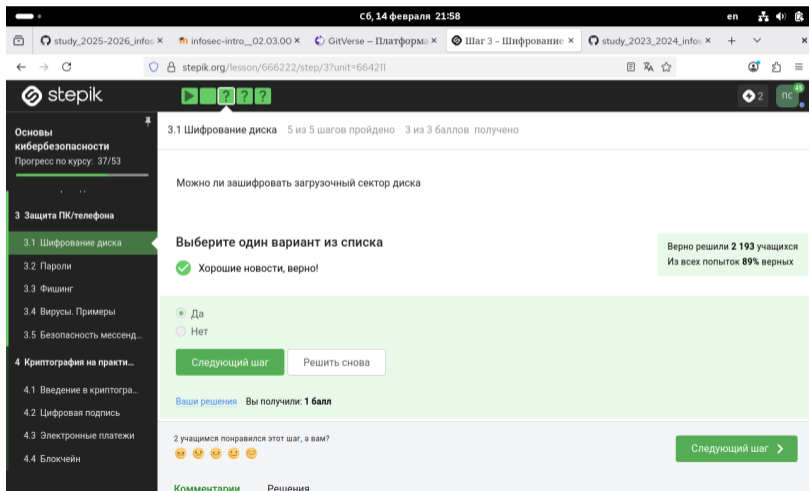 Сб, 14 февраля 21:58
en
study_2025-2026_infos
infosec-intro__02.03.00
GitVerse – Платформа
Шаг 3 – Шифрование
study_2023_2024_infos
stepik.org/lesson/666222/step/3?unit=664211
stepik
? ? ?
2
ПС
45
Основы
кибербезопасности
Прогресс по курсу: 37/53
3 Защита ПК/телефона
3.1 Шифрование диска
3.2 Пароли
3.3 Фишинг
3.4 Вирусы. Примеры
3.5 Безопасность мессенд...
4 Криптография на практи...
4.1 Введение в криптогра...
4.2 Цифровая подпись
4.3 Электронные платежи
4.4 Блокчейн
3.1 Шифрование диска 5 из 5 шагов пройдено 3 из 3 баллов получено
Можно ли зашифровать загрузочный сектор диска
Выберите один вариант из списка
Хорошие новости, верно!
Верно решили 2 193 учащихся
Из всех попыток 89% верных
Да
Нет
Следующий шаг
Решить снова
Ваши решения Вы получили: 1 балл
2 учащимся понравился этот шаг, а вам?
Следующий шаг
Комментарии Решения